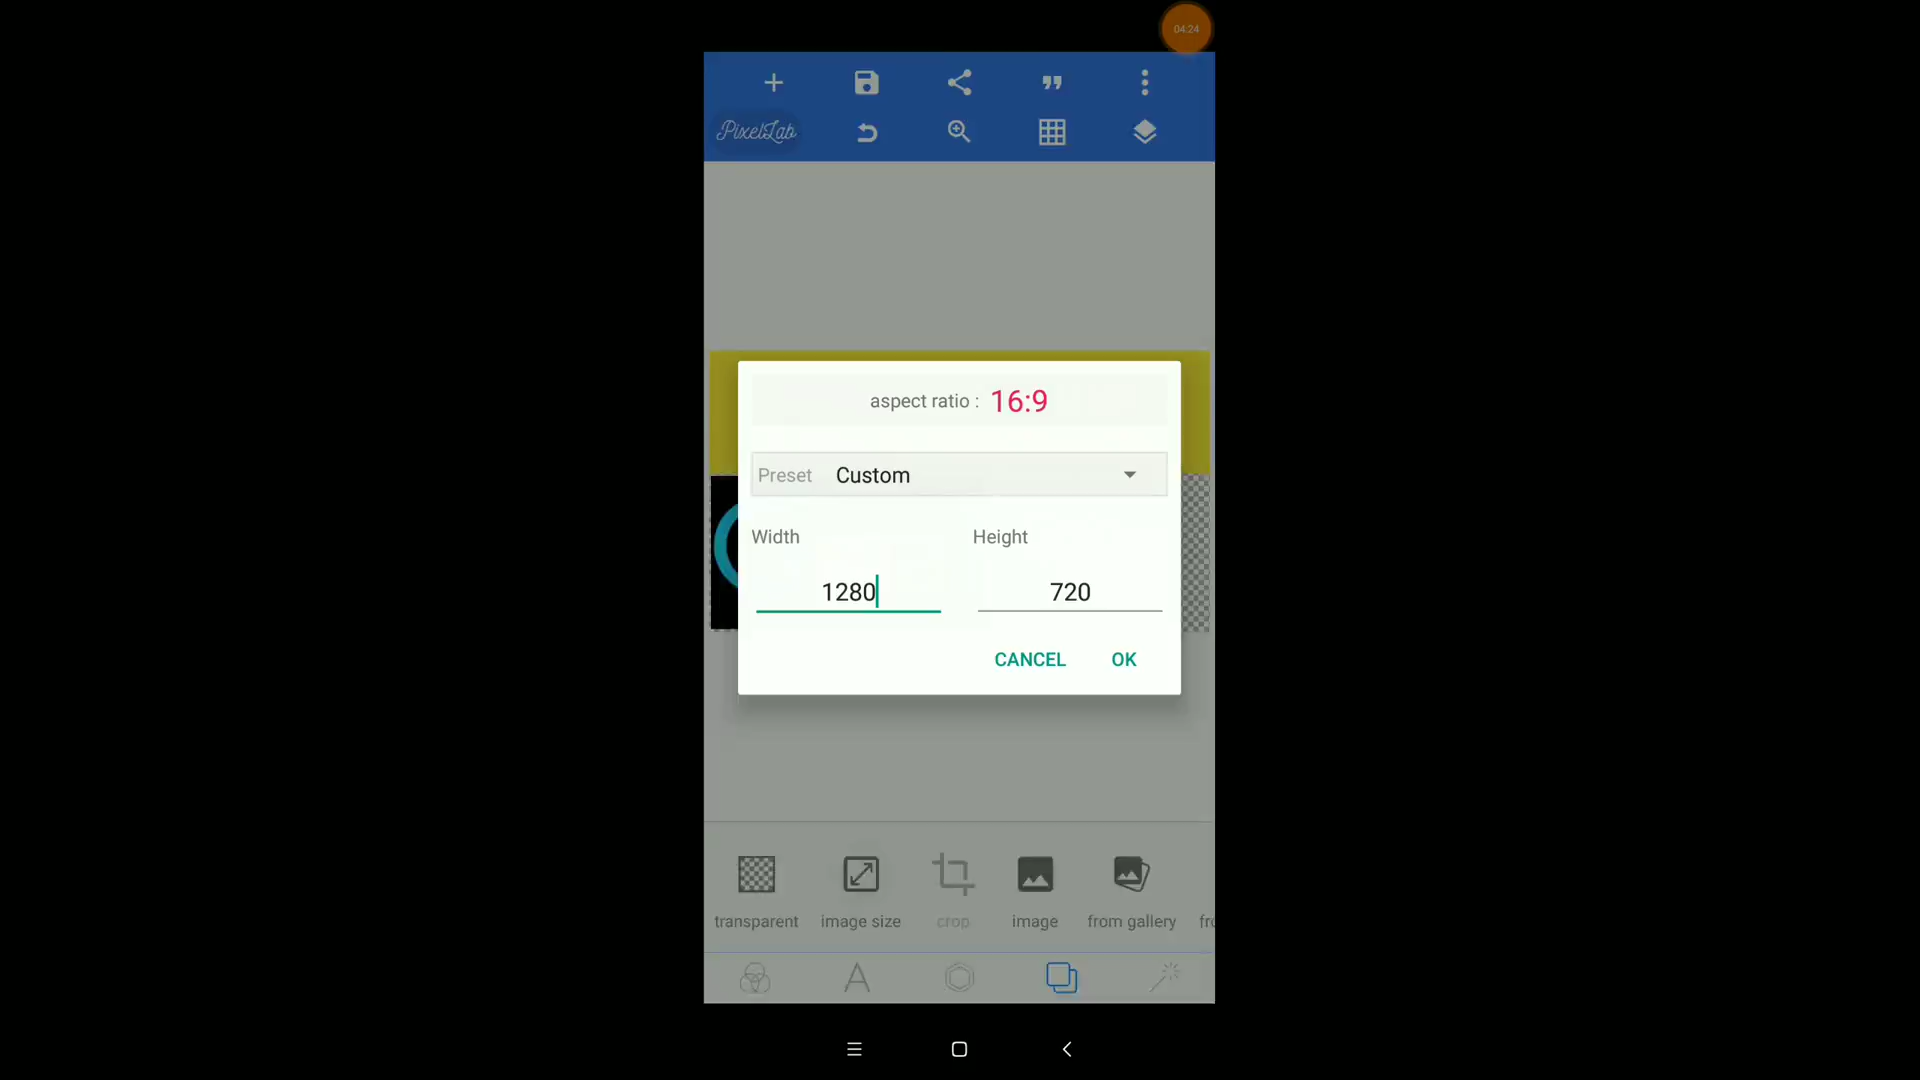 04:24
PixelLab
aspect ratio : 16:9
Preset Custom
Width Height
1280 720
CANCEL OK
transparent image size crop image from gallery fro